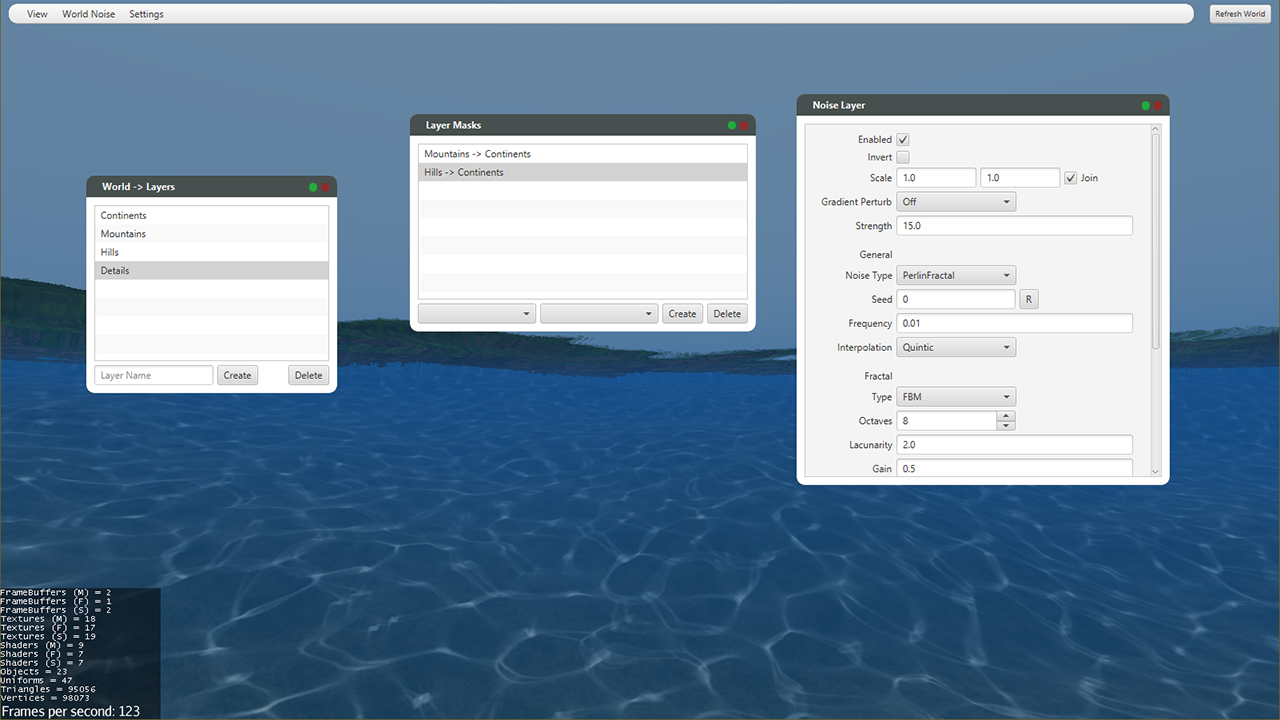 View World Noise Settings Refresh World
World -> Layers
Continents
Mountains
Hills
Details
Layer Name Create Delete
Layer Masks
Mountains -> Continents
Hills -> Continents
Create Delete
Noise Layer
Enabled
Invert
Scale 1.0 1.0 Join
Gradient Perturb Off
Strength 15.0
General
Noise Type PerlinFractal
Seed 0 R
Frequency 0.01
Interpolation Quintic
Fractal
Type FBM
Octaves 8
Lacunarity 2.0
Gain 0.5
FrameBuffers (M) = 2
FrameBuffers (F) = 1
FrameBuffers (S) = 2
Textures (M) = 18
Textures (F) = 17
Textures (S) = 19
Shaders (M) = 9
Shaders (F) = 7
Shaders (S) = 7
Objects = 23
Uniforms = 47
Triangles = 95056
Vertices = 98073
Frames per second: 123